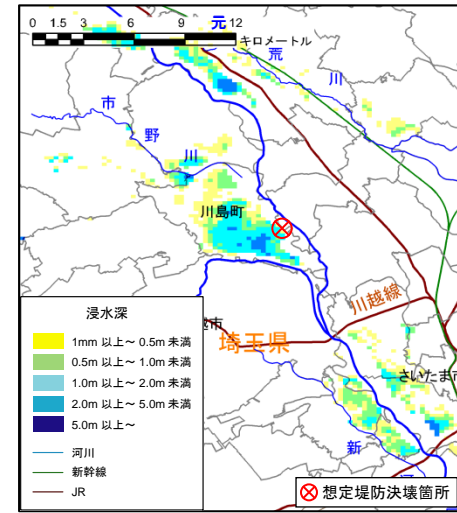 0 1.5 3 6 9 12
キロメートル
元
荒
川
市
野
川
川島町
川越線
越市
埼玉県
さいたま市
新
浸水深
1mm 以上～ 0.5m 未満
0.5m 以上～ 1.0m 未満
1.0m 以上～ 2.0m 未満
2.0m 以上～ 5.0m 未満
5.0m 以上～
河川
新幹線
JR
想定堤防決壊箇所